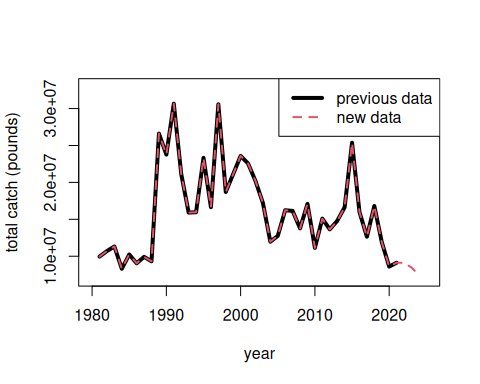 previous data
new data
total catch (pounds)
3.0e+07
2.0e+07
1.0e+07
1980 1990 2000 2010 2020
year